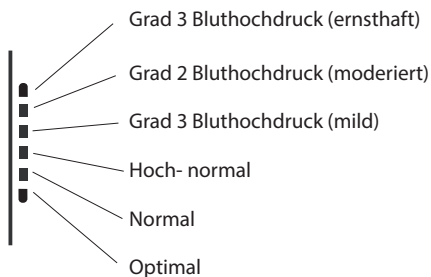 Grad 3 Bluthochdruck (ernsthaft)
Grad 2 Bluthochdruck (moderiert)
Grad 3 Bluthochdruck (mild)
Hoch- normal
Normal
Optimal